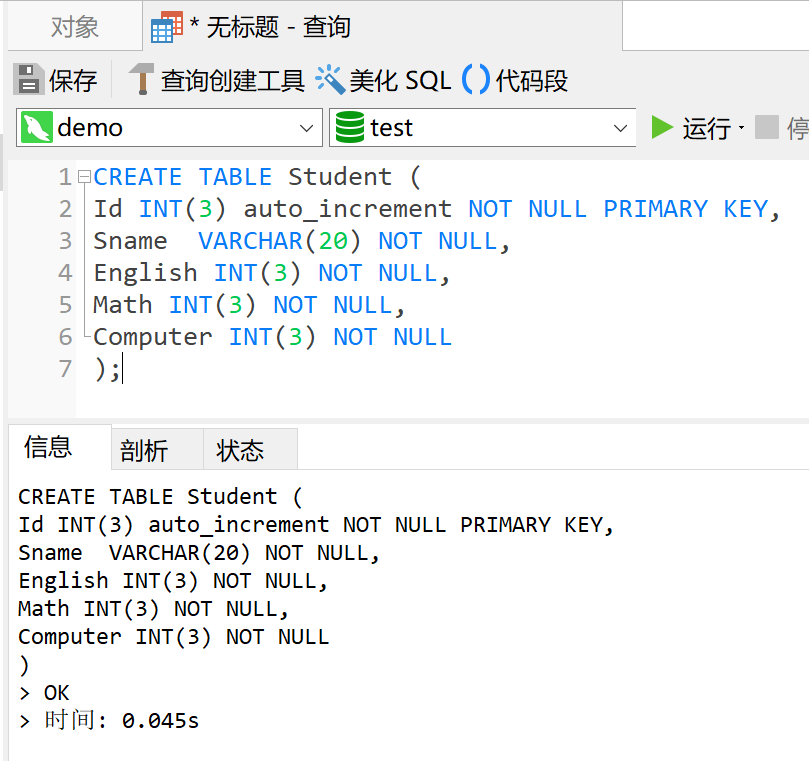 对象
* 无标题 - 查询
保存 查询创建工具 美化 SQL () 代码段
demo test 运行 · 停
1 CREATE TABLE Student (
2 Id INT(3) auto_increment NOT NULL PRIMARY KEY,
3 Sname  VARCHAR(20) NOT NULL,
4 English INT(3) NOT NULL,
5 Math INT(3) NOT NULL,
6 Computer INT(3) NOT NULL
7 );
信息 剖析 状态
CREATE TABLE Student (
Id INT(3) auto_increment NOT NULL PRIMARY KEY,
Sname  VARCHAR(20) NOT NULL,
English INT(3) NOT NULL,
Math INT(3) NOT NULL,
Computer INT(3) NOT NULL
)
> OK
> 时间: 0.045s